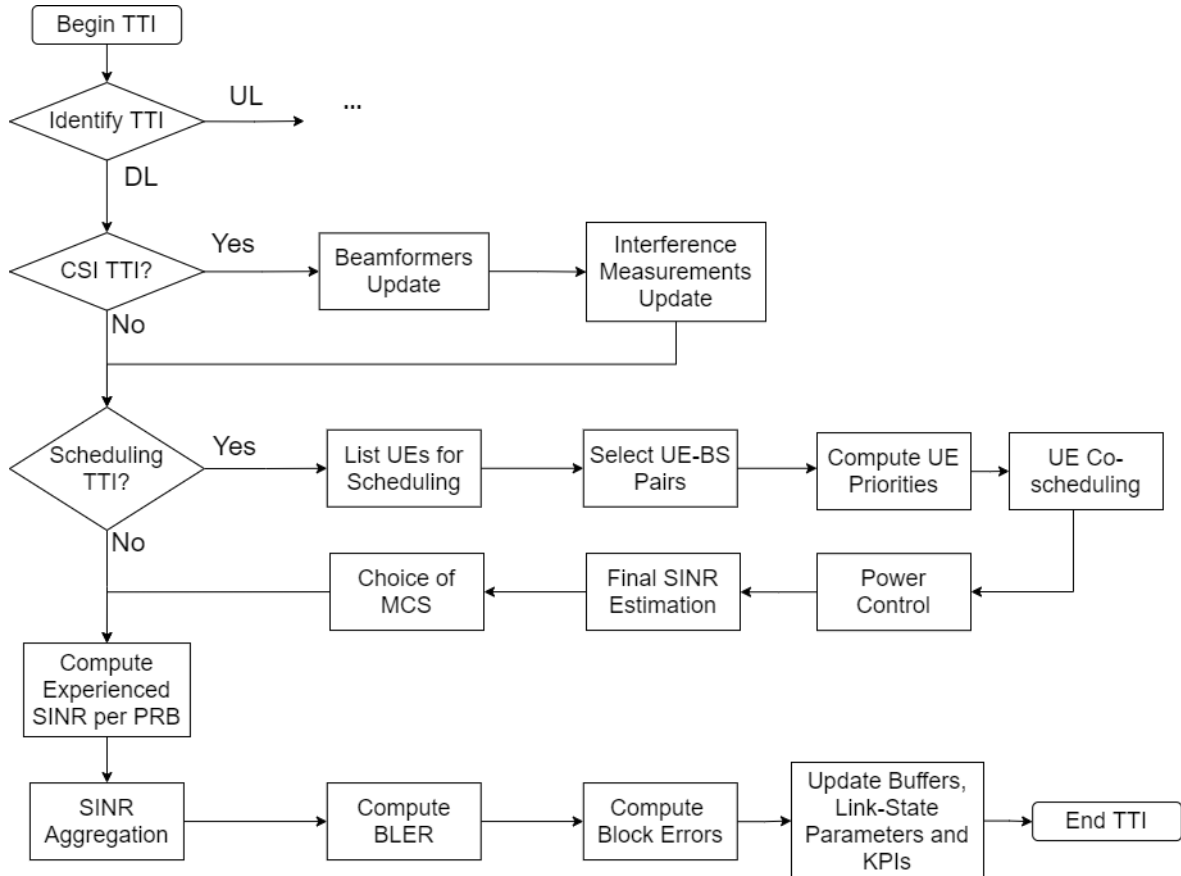 Begin TTI
Identify TTI
UL
...
DL
CSI TTI?
Yes
Beamformers
Update
Interference
Measurements
Update
No
Scheduling
TTI?
Yes
List UEs for
Scheduling
Select UE-BS
Pairs
Compute UE
Priorities
UE Co-
scheduling
No
Choice of
MCS
Final SINR
Estimation
Power
Control
Compute
Experienced
SINR per PRB
SINR
Aggregation
Compute
BLER
Compute
Block Errors
Update Buffers,
Link-State
Parameters and
KPIs
End TTI